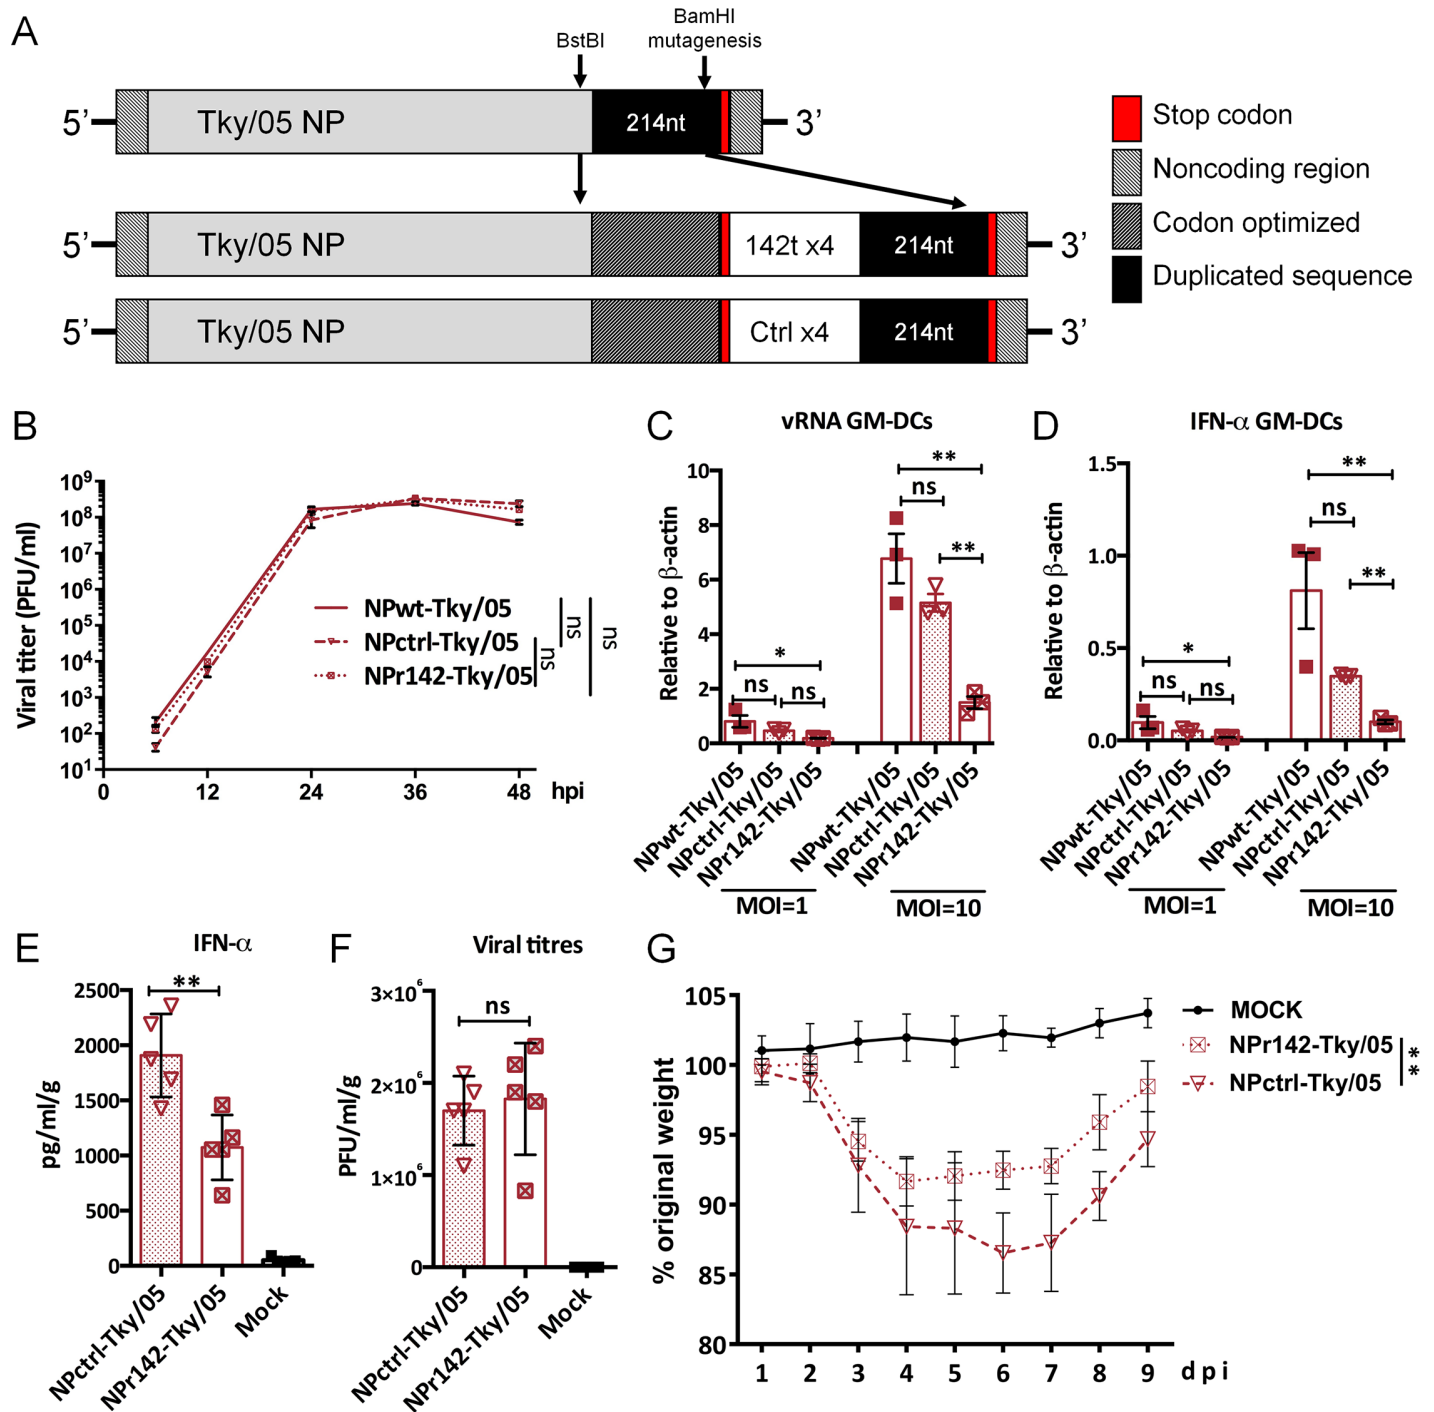 A
BstBI
BamHI
mutagenesis
5’ Tky/05 NP 214nt 3’
5’ Tky/05 NP 142t x4 214nt 3’
5’ Tky/05 NP Ctrl x4 214nt 3’
Stop codon
Noncoding region
Codon optimized
Duplicated sequence
B
Viral titer (PFU/ml)
10⁹
10⁸
10⁷
10⁶
10⁵
10⁴
10³
10²
10¹
0 12 24 36 48 hpi
NPwt-Tky/05
NPctrl-Tky/05
NPr142-Tky/05
ns
ns
ns
C
vRNA GM-DCs
Relative to β-actin
10
8
6
4
2
0
*
ns
ns
**
ns
**
NPwt-Tky/05
NPctrl-Tky/05
NPr142-Tky/05
NPwt-Tky/05
NPctrl-Tky/05
NPr142-Tky/05
MOI=1
MOI=10
D
IFN-α GM-DCs
Relative to β-actin
1.5
1.0
0.5
0.0
*
ns
ns
**
ns
**
NPwt-Tky/05
NPctrl-Tky/05
NPr142-Tky/05
NPwt-Tky/05
NPctrl-Tky/05
NPr142-Tky/05
MOI=1
MOI=10
E
IFN-α
pg/ml/g
2500
2000
1500
1000
500
0
**
NPctrl-Tky/05
NPr142-Tky/05
Mock
F
Viral titres
PFU/ml/g
3×10⁶
2×10⁶
1×10⁶
0
ns
NPctrl-Tky/05
NPr142-Tky/05
Mock
G
% original weight
105
100
95
90
85
80
1 2 3 4 5 6 7 8 9 dpi
MOCK
NPr142-Tky/05
NPctrl-Tky/05
**